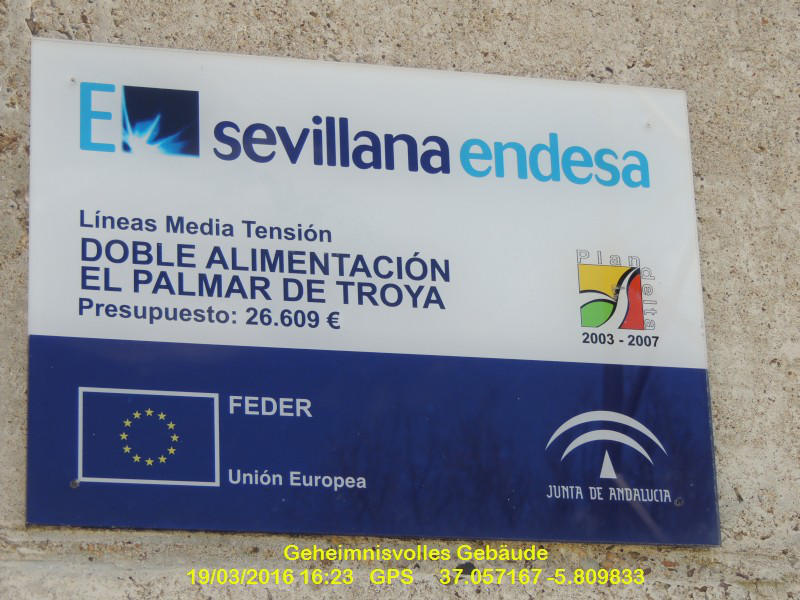 E sevillana endesa
Líneas Media Tensión
DOBLE ALIMENTACIÓN
EL PALMAR DE TROYA
Presupuesto: 26.609 €
Plan delta
2003 - 2007
FEDER
Unión Europea
JUNTA DE ANDALUCIA
Geheimnisvolles Gebäude
19/03/2016 16:23 GPS 37.057167 -5.809833